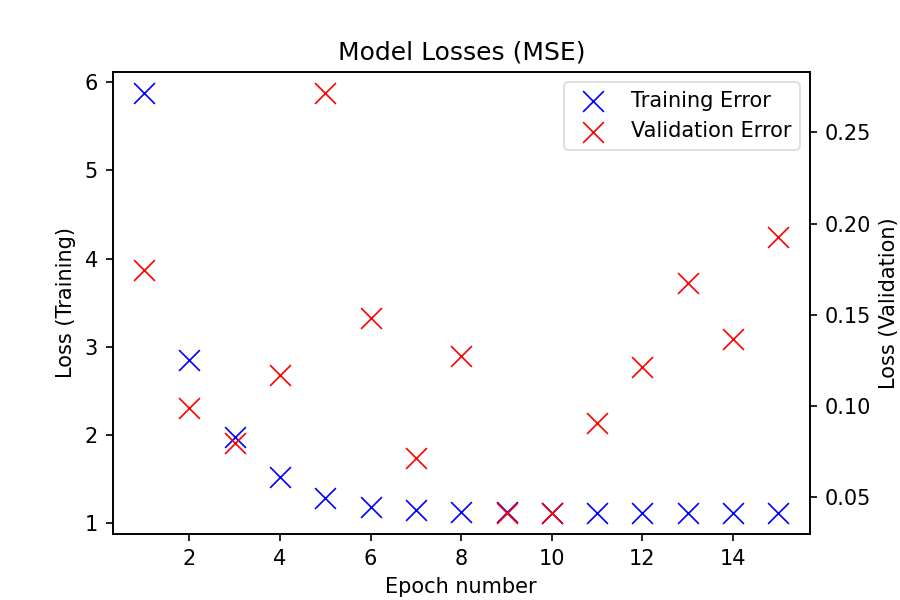 Model Losses (MSE)
Training Error
Validation Error
Loss (Training)
6
5
4
3
2
1
0.25
0.20
0.15
0.10
0.05
Loss (Validation)
2 4 6 8 10 12 14
Epoch number